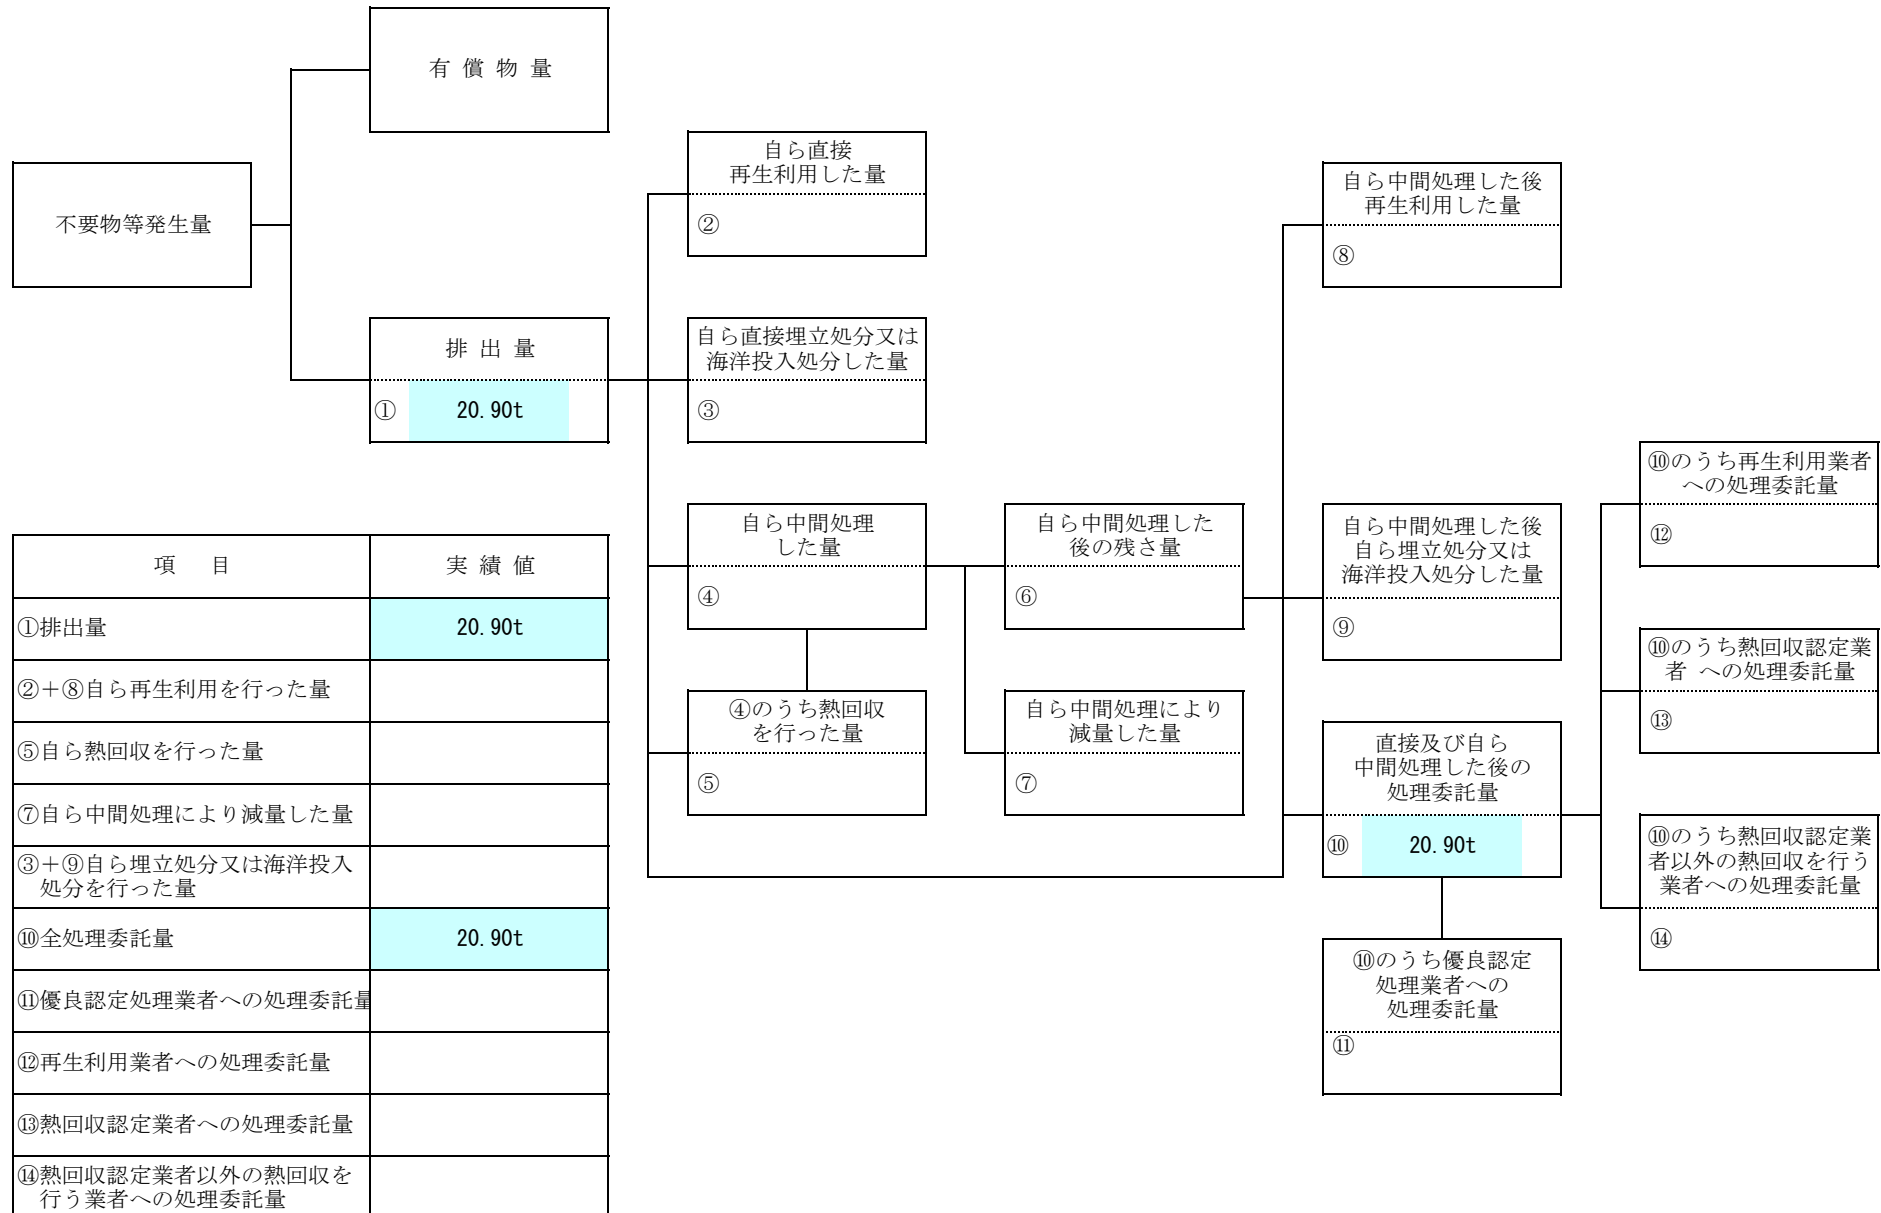 有 償 物 量
不要物等発生量
排 出 量
① 20.90t
自ら直接
再生利用した量
②
自ら直接埋立処分又は
海洋投入処分した量
③
自ら中間処理
した量
④
④のうち熱回収
を行った量
⑤
自ら中間処理した
後の残さ量
⑥
自ら中間処理により
減量した量
⑦
自ら中間処理した後
再生利用した量
⑧
自ら中間処理した後
自ら埋立処分又は
海洋投入処分した量
⑨
直接及び自ら
中間処理した後の
処理委託量
⑩ 20.90t
⑩のうち優良認定
処理業者への
処理委託量
⑪
⑩のうち再生利用業者
への処理委託量
⑫
⑩のうち熱回収認定業
者 への処理委託量
⑬
⑩のうち熱回収認定業
者以外の熱回収を行う
業者への処理委託量
⑭
項 目 実 績 値
①排出量 20.90t
②＋⑧自ら再生利用を行った量
⑤自ら熱回収を行った量
⑦自ら中間処理により減量した量
③＋⑨自ら埋立処分又は海洋投入
処分を行った量
⑩全処理委託量 20.90t
⑪優良認定処理業者への処理委託量
⑫再生利用業者への処理委託量
⑬熱回収認定業者への処理委託量
⑭熱回収認定業者以外の熱回収を
行う業者への処理委託量